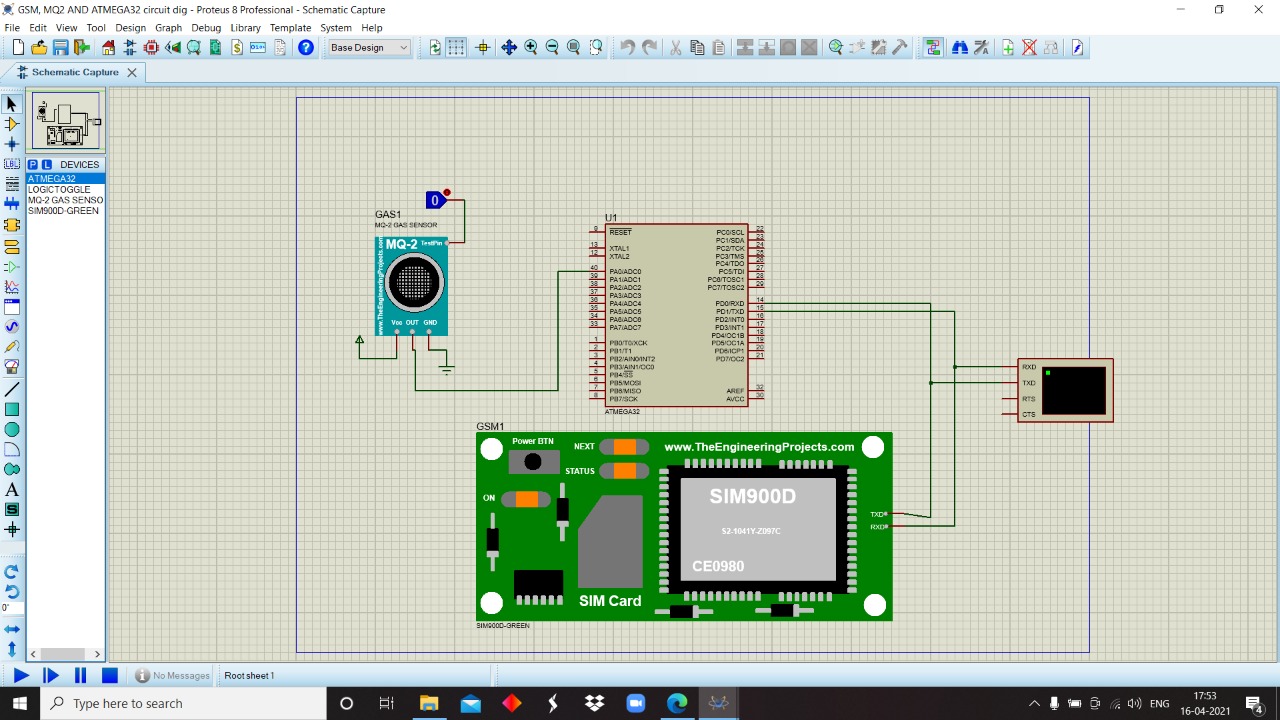 GSM, MQ2 AND ATMEGA32 circuit dig - Proteus 8 Professional - Schematic Capture
File Edit View Tool Design Graph Debug Library Template System Help
Base Design
Schematic Capture
P L DEVICES
ATMEGA32
LOGICTOGGLE
MQ-2 GAS SENSO
SIM900D-GREEN
LBL
A
S
0°
0
GAS1
MQ-2 GAS SENSOR
MQ-2 TestPin
www.TheEngineeringProjects.com
Vcc OUT GND
U1
9 RESET
13 XTAL1
12 XTAL2
40 PA0/ADC0
39 PA1/ADC1
38 PA2/ADC2
37 PA3/ADC3
36 PA4/ADC4
35 PA5/ADC5
34 PA6/ADC6
33 PA7/ADC7
1 PB0/T0/XCK
2 PB1/T1
3 PB2/AIN0/INT2
4 PB3/AIN1/OC0
5 PB4/SS
6 PB5/MOSI
7 PB6/MISO
8 PB7/SCK
PC0/SCL 22
PC1/SDA 23
PC2/TCK 24
PC3/TMS 25
PC4/TDO 26
PC5/TDI 27
PC6/TOSC1 28
PC7/TOSC2 29
PD0/RXD 14
PD1/TXD 15
PD2/INT0 16
PD3/INT1 17
PD4/OC1B 18
PD5/OC1A 19
PD6/ICP1 20
PD7/OC2 21
AREF 32
AVCC 30
ATMEGA32
RXD
TXD
RTS
CTS
GSM1
Power BTN
NEXT
STATUS
ON
www.TheEngineeringProjects.com
SIM900D
S2-1041Y-Z097C
CE0980
SIM Card
TXD
RXD
SIM900D-GREEN
No Messages
Root sheet 1
Type here to search
ENG
17:53
16-04-2021
4